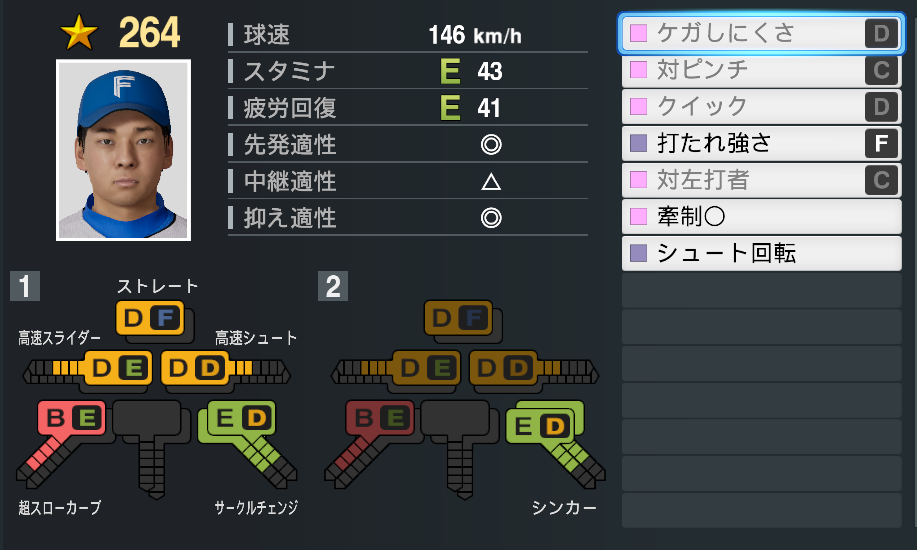 ★ 264
F
球速 146 km/h
スタミナ E 43
疲労回復 E 41
先発適性 ◎
中継適性 △
抑え適性 ◎
ケガしにくさ D
対ピンチ C
クイック D
打たれ強さ F
対左打者 C
牽制〇
シュート回転
1
ストレート
D F
高速スライダー
D E
高速シュート
D D
B E
E D
超スローカーブ
サークルチェンジ
2
D F
D E
D D
B E
E D
シンカー